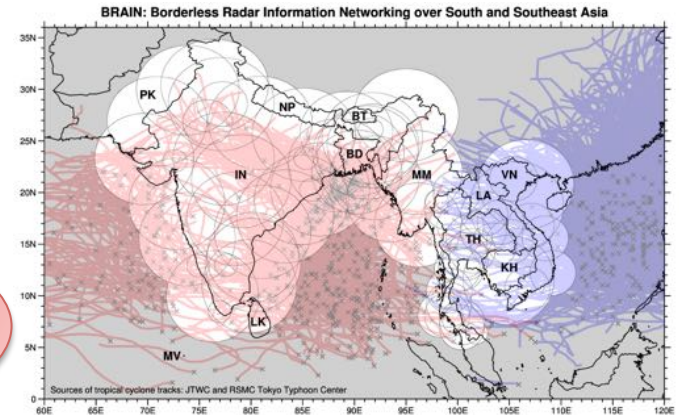 BRAIN: Borderless Radar Information Networking over South and Southeast Asia
35N
30N
25N
20N
15N
10N
5N
0
PK
NP
BT
BD
IN
MM
VN
LA
TH
KH
LK
MV
Sources of tropical cyclone tracks: JTWC and RSMC Tokyo Typhoon Center
60E 65E 70E 75E 80E 85E 90E 95E 100E 105E 110E 115E 120E